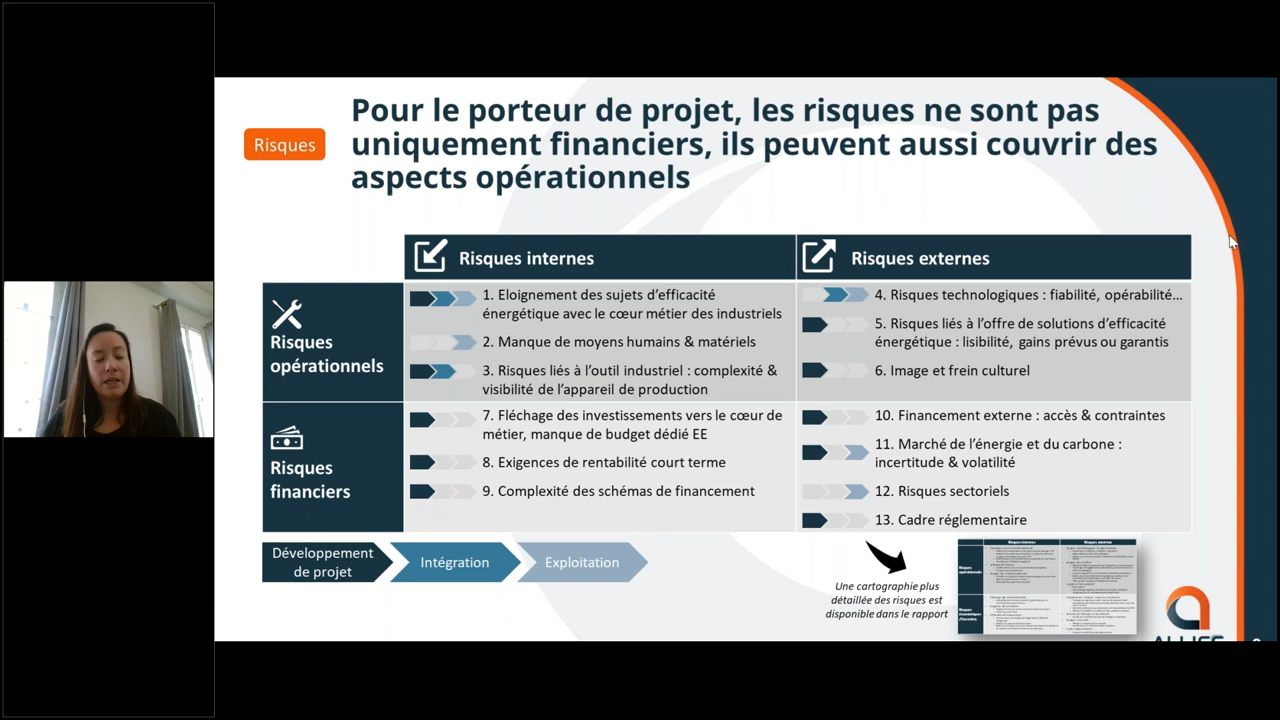 Pour le porteur de projet, les risques ne sont pas
uniquement financiers, ils peuvent aussi couvrir des
aspects opérationnels
Risques
Risques internes
Risques externes
Risques
opérationnels
1. Eloignement des sujets d’efficacité
énergétique avec le cœur métier des industriels
2. Manque de moyens humains & matériels
3. Risques liés à l’outil industriel : complexité &
visibilité de l’appareil de production
4. Risques technologiques : fiabilité, opérabilité…
5. Risques liés à l’offre de solutions d’efficacité
énergétique : lisibilité, gains prévus ou garantis
6. Image et frein culturel
Risques
financiers
7. Fléchage des investissements vers le cœur de
métier, manque de budget dédié EE
8. Exigences de rentabilité court terme
9. Complexité des schémas de financement
10. Financement externe : accès & contraintes
11. Marché de l’énergie et du carbone :
incertitude & volatilité
12. Risques sectoriels
13. Cadre réglementaire
Développement
de projet
Intégration
Exploitation
Une cartographie plus
détaillée des risques est
disponible dans le rapport